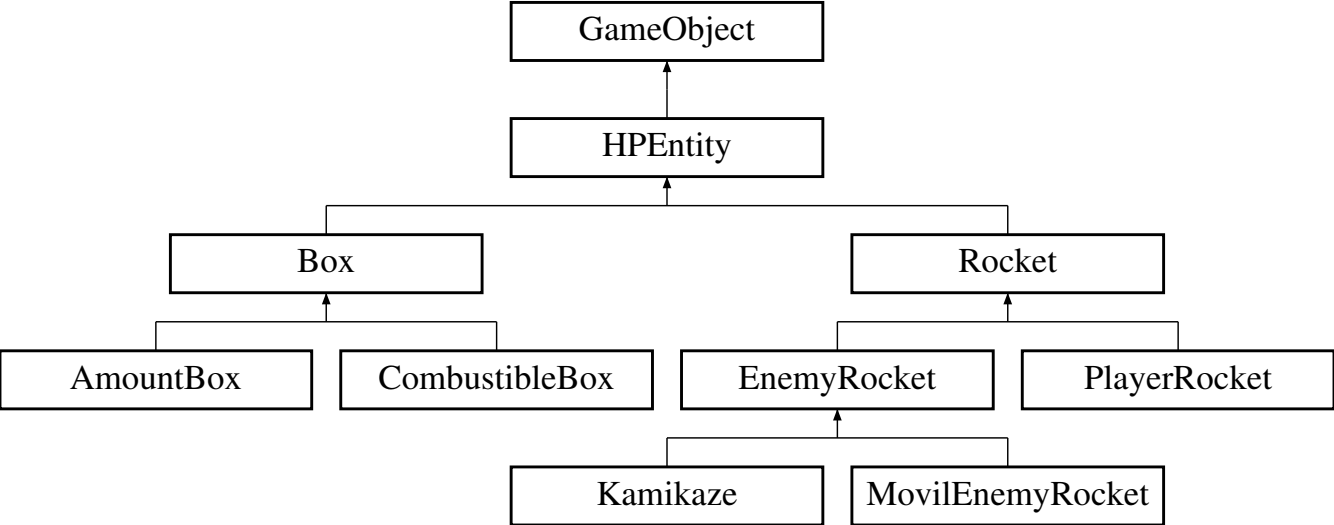 GameObject
HPEntity
Box
Rocket
AmountBox
CombustibleBox
EnemyRocket
PlayerRocket
Kamikaze
MovilEnemyRocket